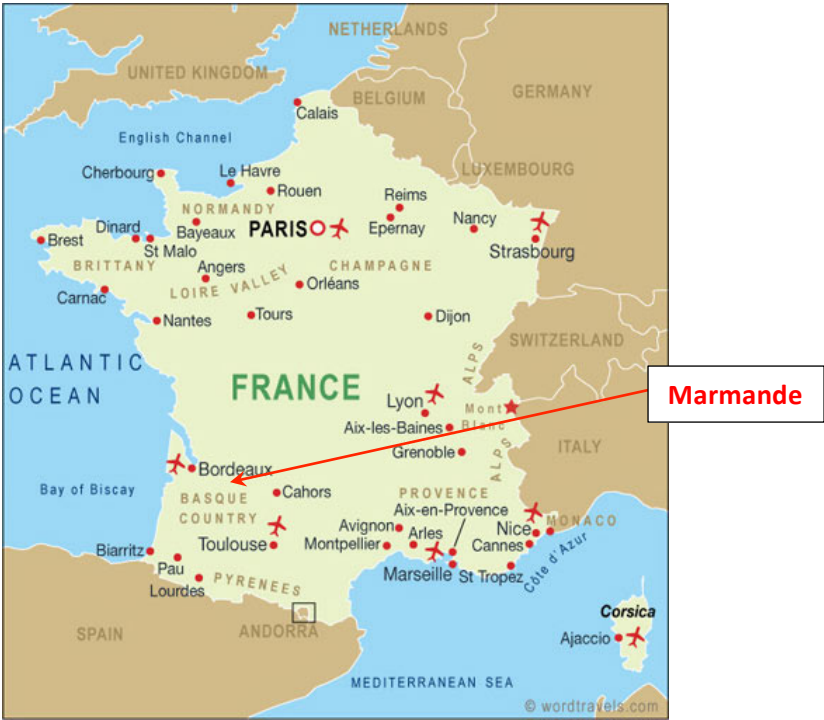 NETHERLANDS
UNITED KINGDOM
BELGIUM
GERMANY
Calais
English Channel
LUXEMBOURG
Cherbourg
Le Havre
Rouen
Reims
NORMANDY
Dinard
Bayeaux
PARIS
Epernay
Nancy
Brest
St Malo
Strasbourg
BRITTANY
Angers
CHAMPAGNE
LOIRE VALLEY
Orléans
Carnac
Nantes
Tours
Dijon
SWITZERLAND
ATLANTIC
OCEAN
ALPS
FRANCE
Marmande
Lyon
Mont
Blanc
Aix-les-Baines
ITALY
Grenoble
ALPS
Bordeaux
Bay of Biscay
BASQUE
COUNTRY
Cahors
PROVENCE
Aix-en-Provence
Avignon
Arles
Nice
MONACO
Biarritz
Toulouse
Montpellier
Cannes
Côte d'Azur
Pau
Marseille
St Tropez
Lourdes
PYRENEES
Corsica
SPAIN
ANDORRA
Ajaccio
MEDITERRANEAN SEA
© wordtravels.com